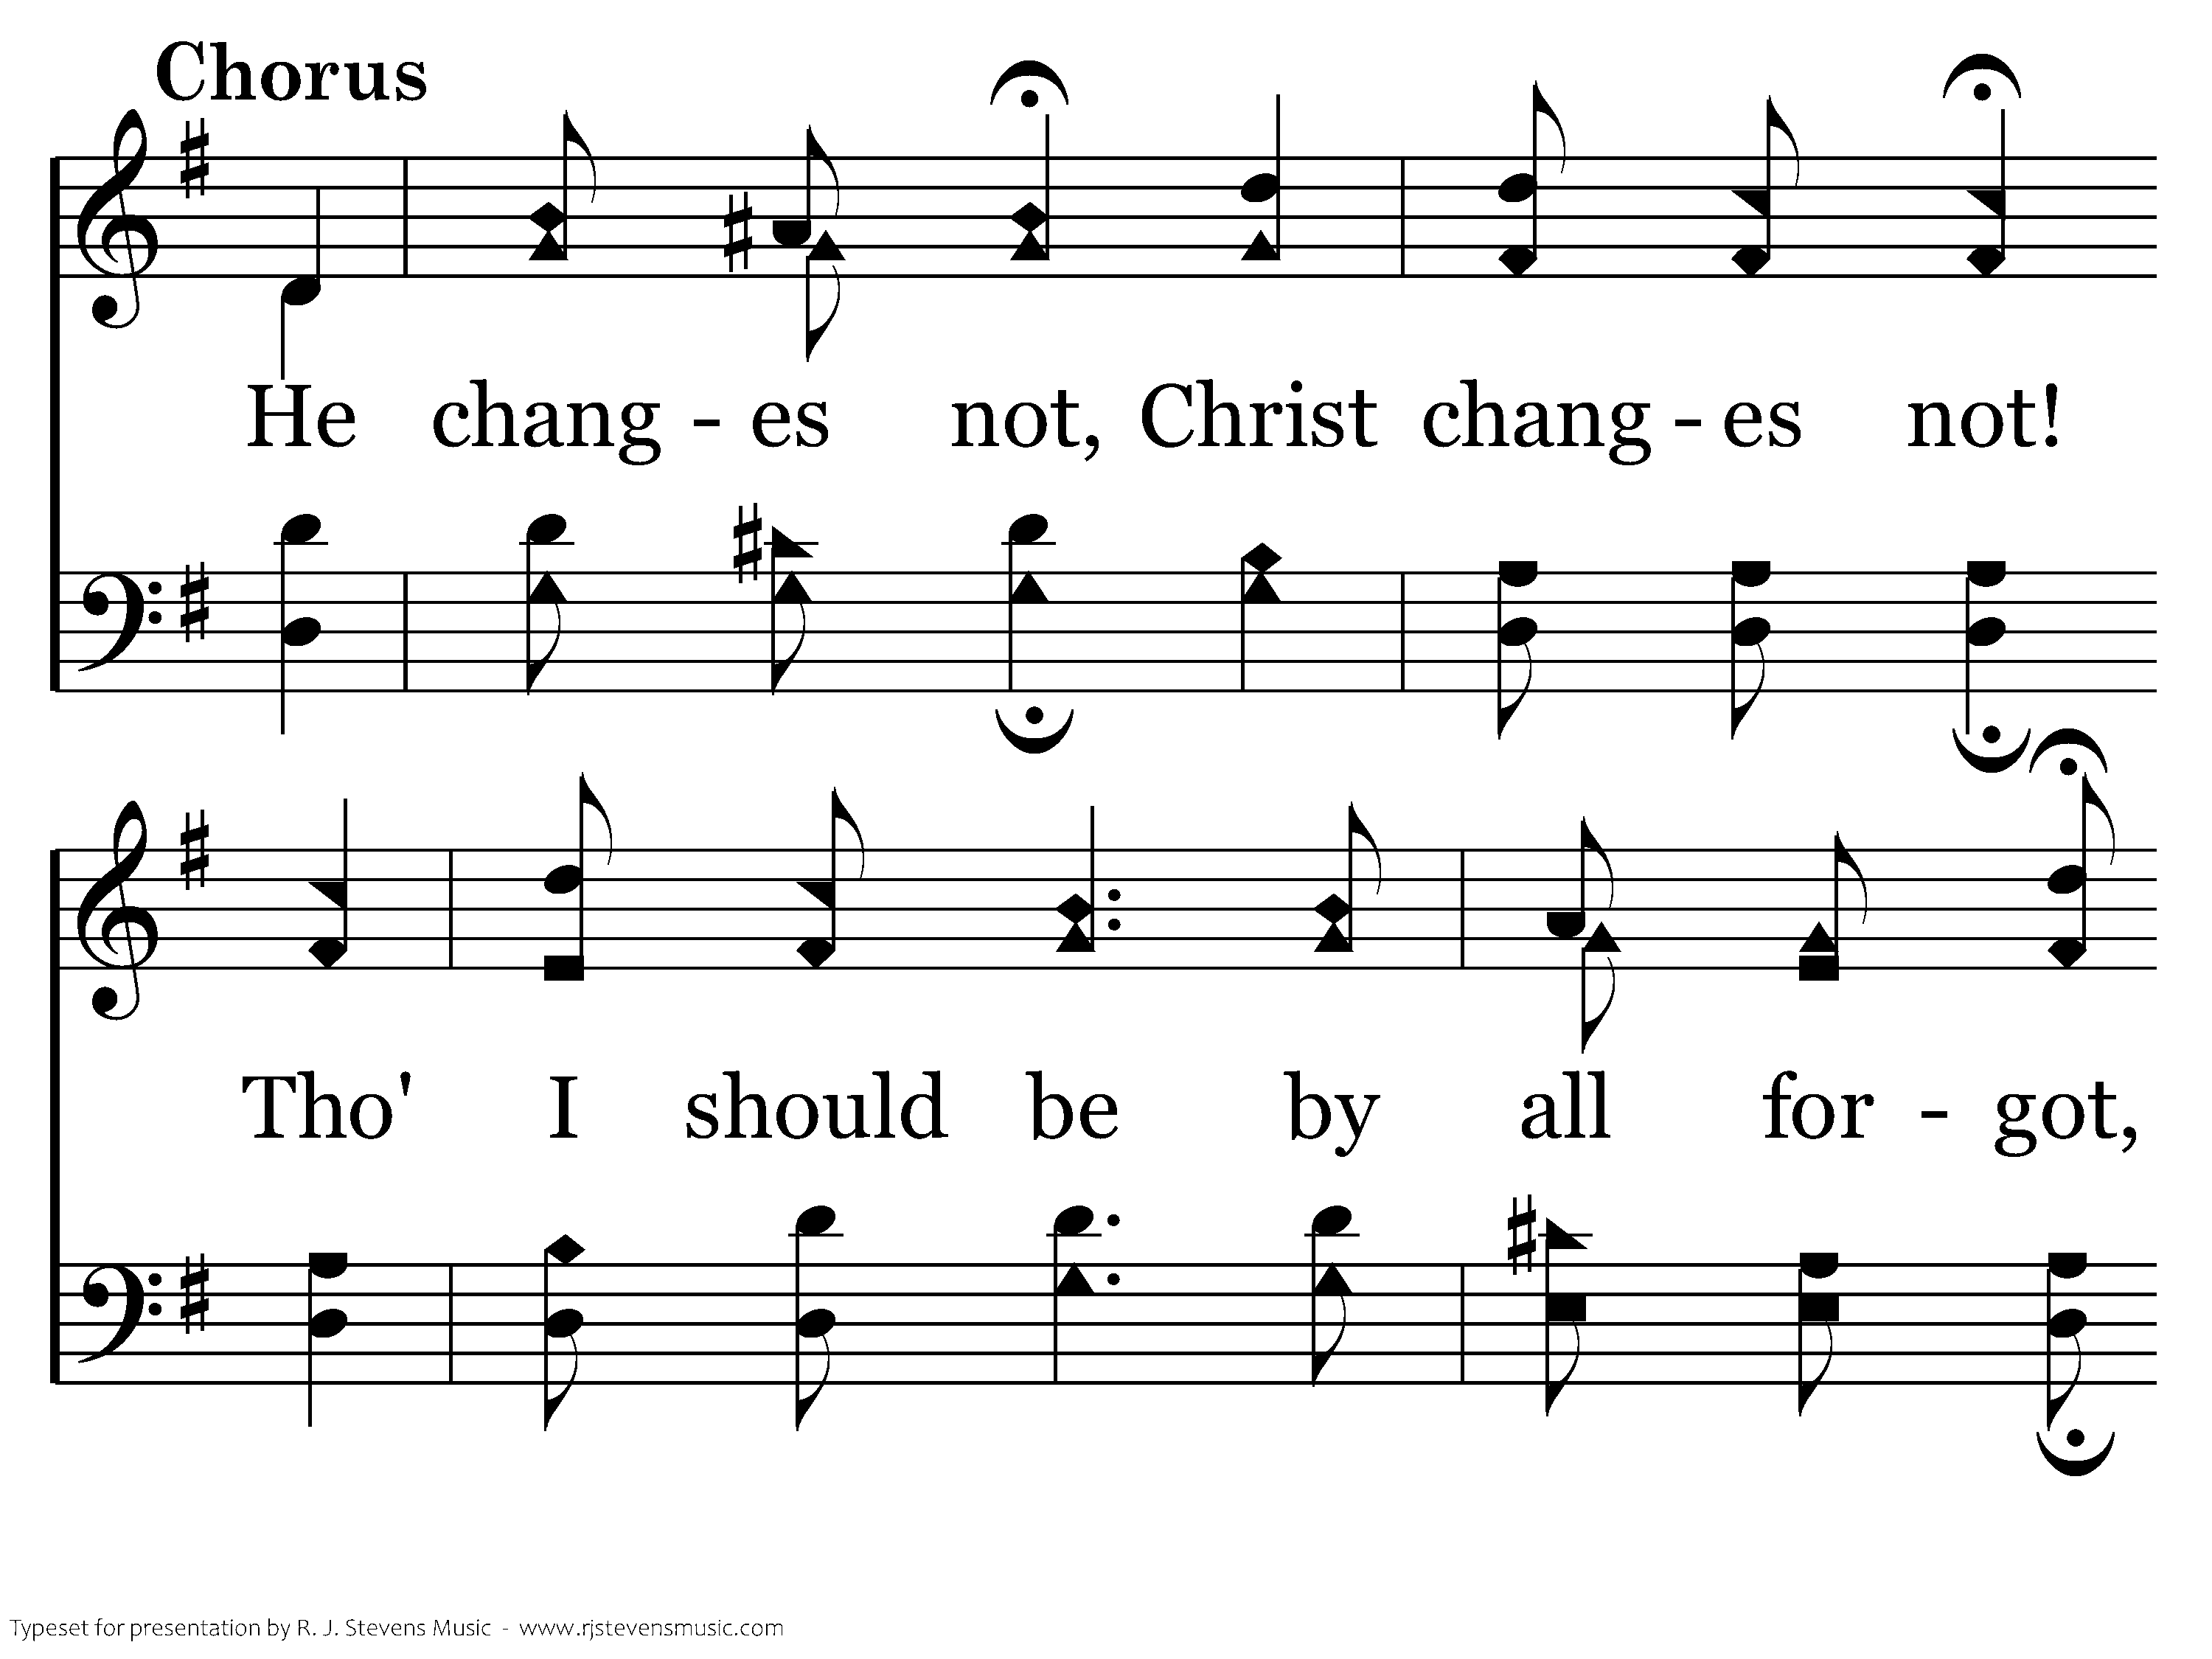 Chorus
He chang - es not, Christ chang - es not!
Tho' I should be by all for - got,
Typeset for presentation by R. J. Stevens Music - www.rjstevensmusic.com